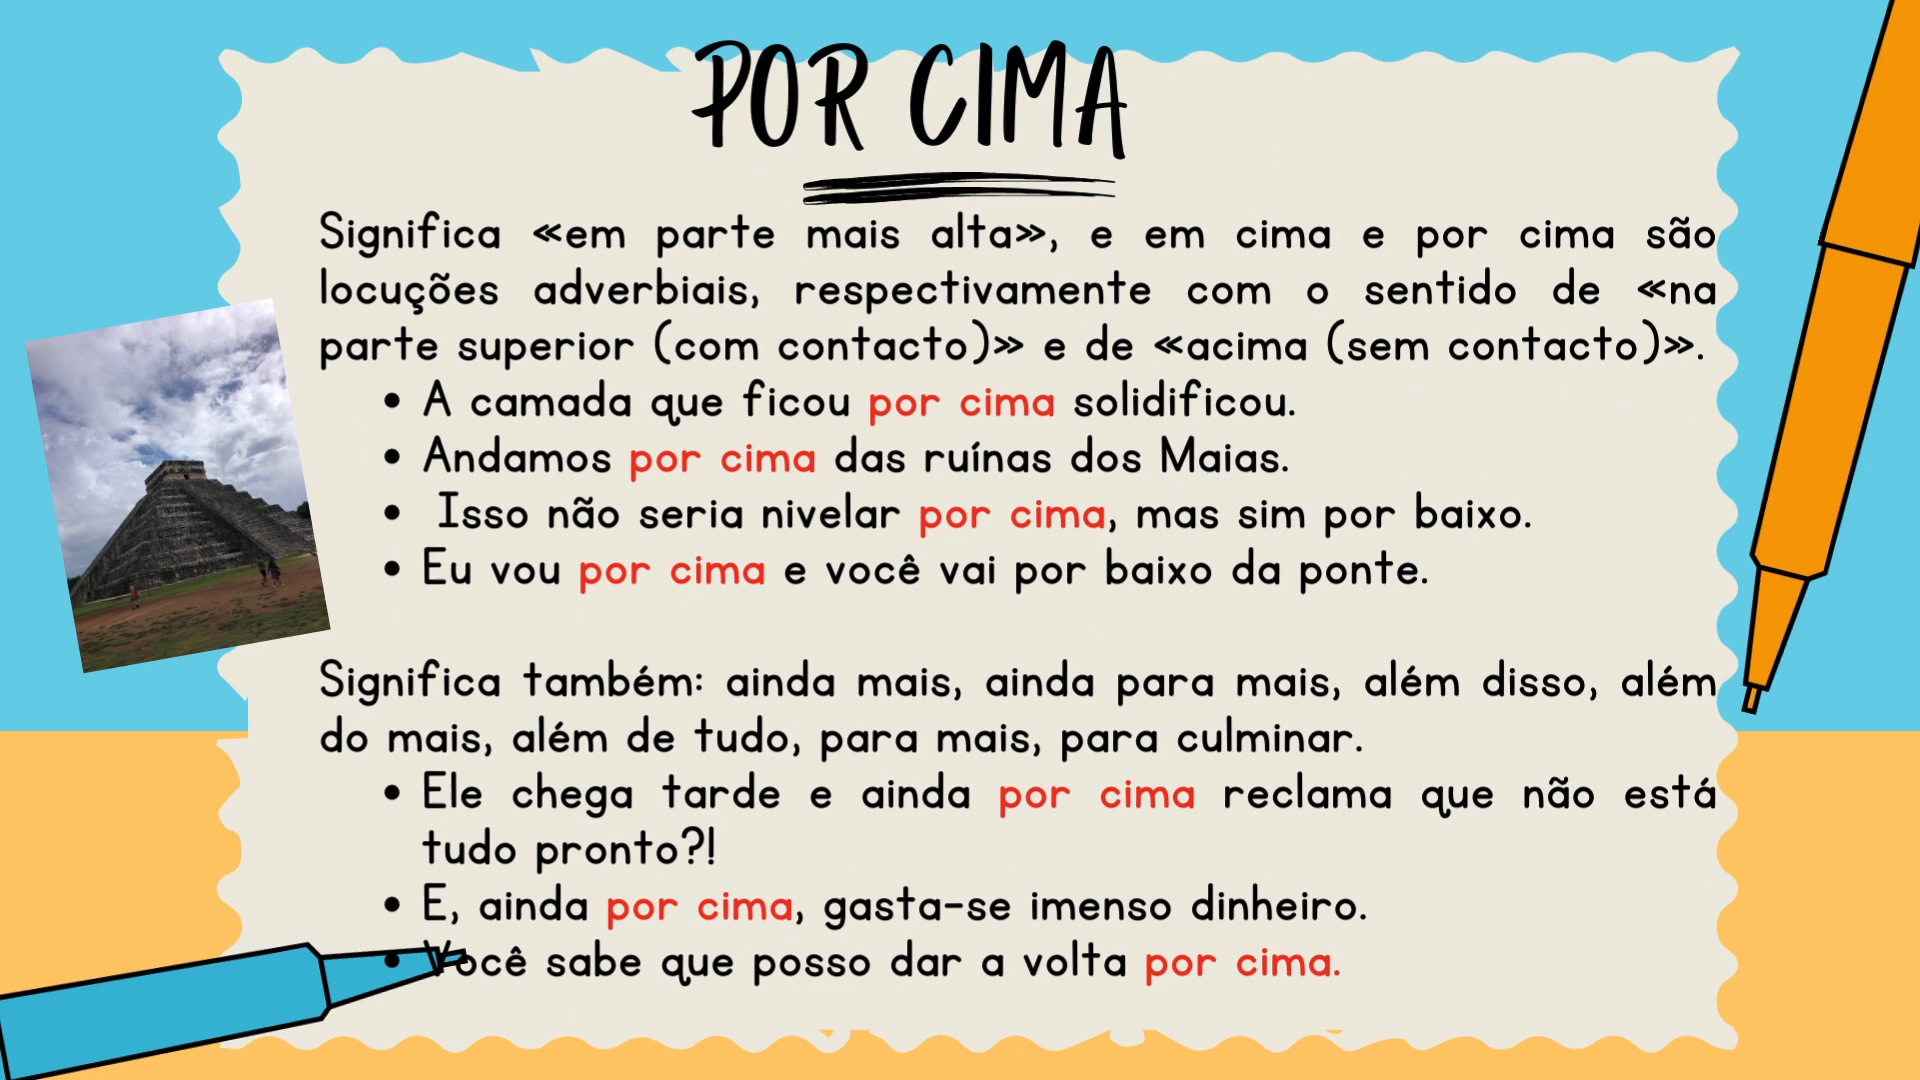 POR CIMA
Significa «em parte mais alta», e em cima e por cima são
locuções adverbiais, respectivamente com o sentido de «na
parte superior (com contacto)» e de «acima (sem contacto)».
• A camada que ficou por cima solidificou.
• Andamos por cima das ruínas dos Maias.
• Isso não seria nivelar por cima, mas sim por baixo.
• Eu vou por cima e você vai por baixo da ponte.
Significa também: ainda mais, ainda para mais, além disso, além
do mais, além de tudo, para mais, para culminar.
• Ele chega tarde e ainda por cima reclama que não está
tudo pronto?!
• E, ainda por cima, gasta-se imenso dinheiro.
• Você sabe que posso dar a volta por cima.